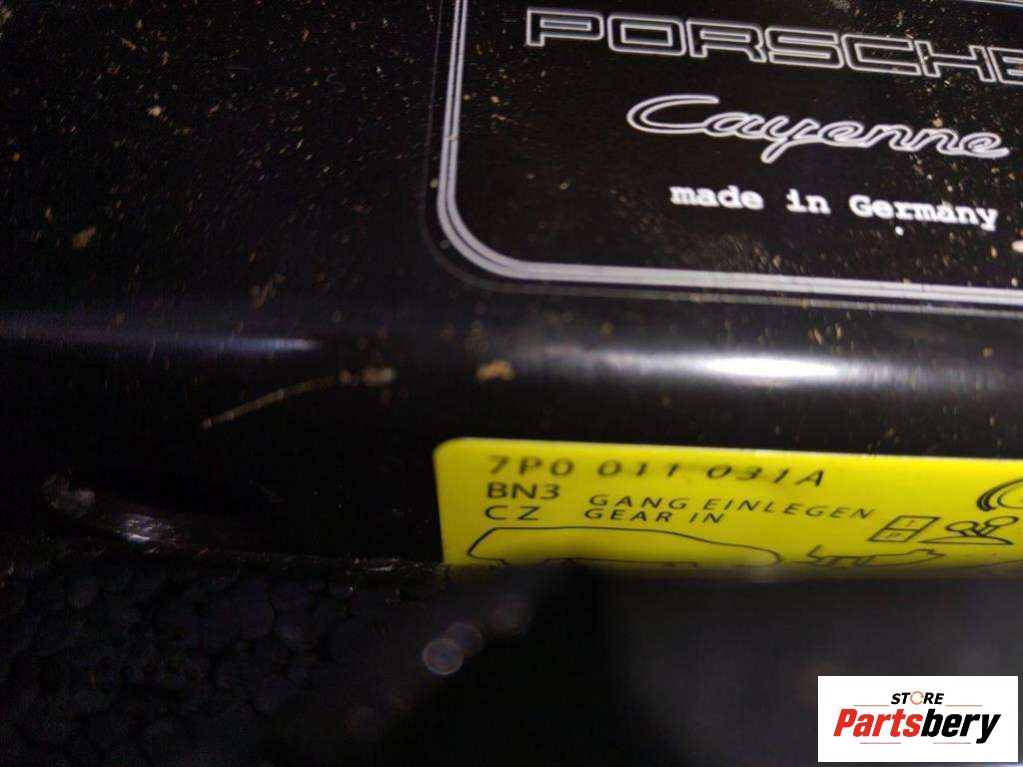 PORSCHE
Cayenne
made in Germany
7P0 011 031A
BN3 GANG EINLEGEN
CZ GEAR IN
STORE
Partsbery